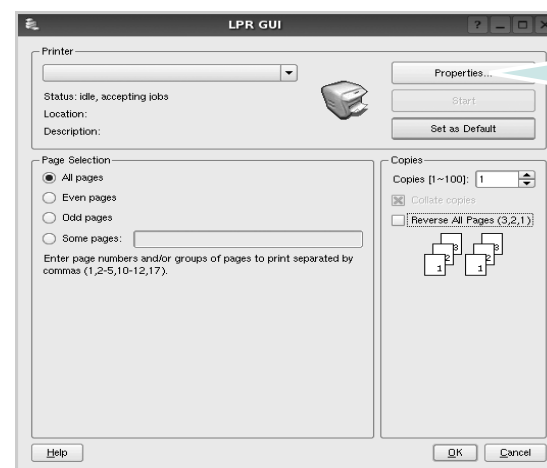 LPR GUI
Printer
Properties...
Status: idle, accepting jobs
Start
Location:
Description:
Set as Default
Page Selection
All pages
Even pages
Odd pages
Some pages:
Enter page numbers and/or groups of pages to print separated by
commas (1,2-5,10-12,17).
Copies
Copies [1~100]: 1
Collate copies
Reverse All Pages (3,2,1)
3 3
2 2
1 1
Help
OK
Cancel